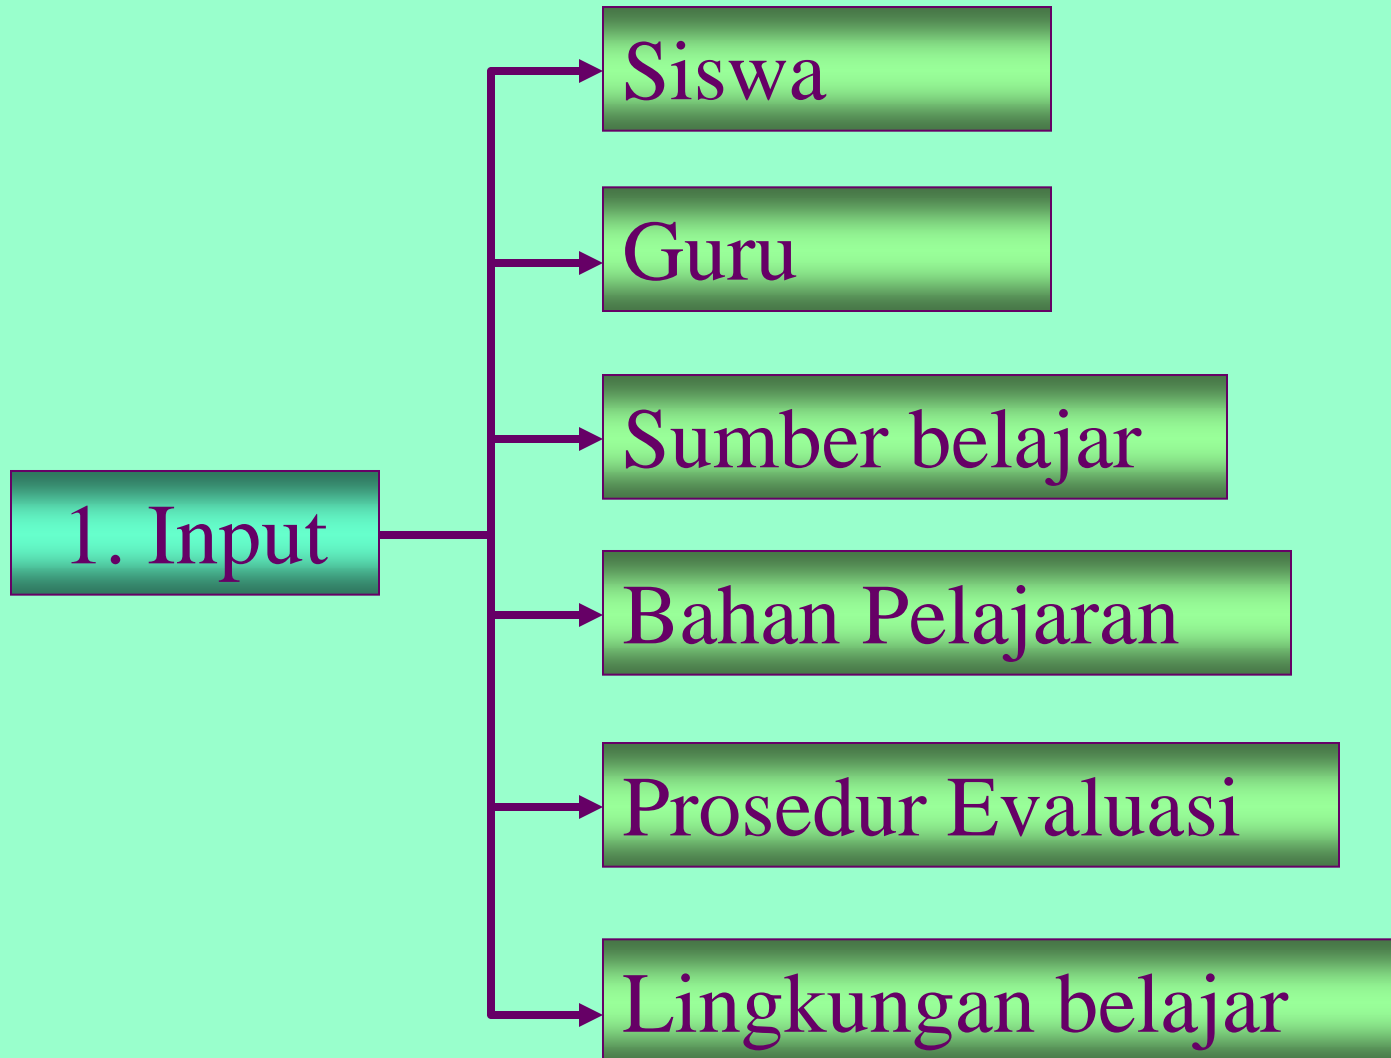 Siswa
Guru
Sumber belajar
1. Input
Bahan Pelajaran
Prosedur Evaluasi
Lingkungan belajar